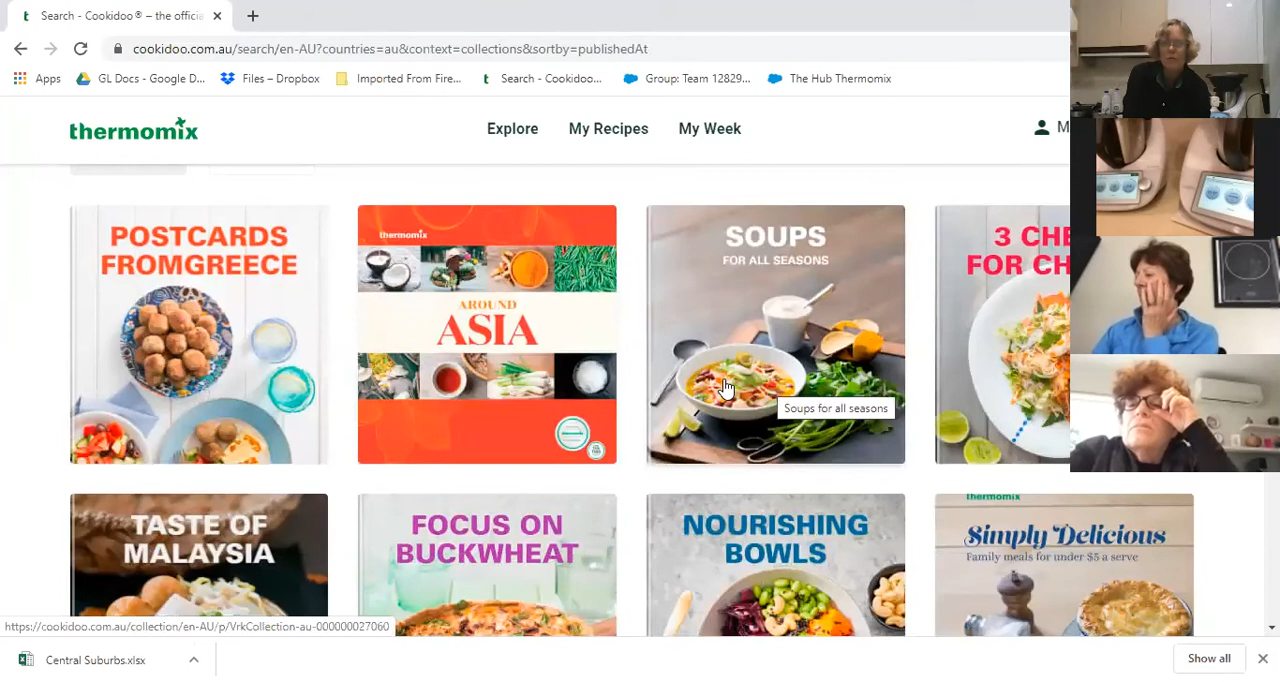 Search - Cookidoo® – the officia
cookidoo.com.au/search/en-AU?countries=au&context=collections&sortby=publishedAt
Apps
GL Docs - Google D...
Files – Dropbox
Imported From Fire...
Search - Cookidoo...
Group: Team 12829...
The Hub Thermomix
thermomix
Explore
My Recipes
My Week
M
POSTCARDS
FROMGREECE
thermomix
AROUND
ASIA
SOUPS
FOR ALL SEASONS
Soups for all seasons
3 CHE
FOR CH
TASTE OF
MALAYSIA
FOCUS ON
BUCKWHEAT
NOURISHING
BOWLS
thermomix
Simply Delicious
Family meals for under $5 a serve
https://cookidoo.com.au/collection/en-AU/p/VrkCollection-au-000000027060
Central Suburbs.xlsx
Show all